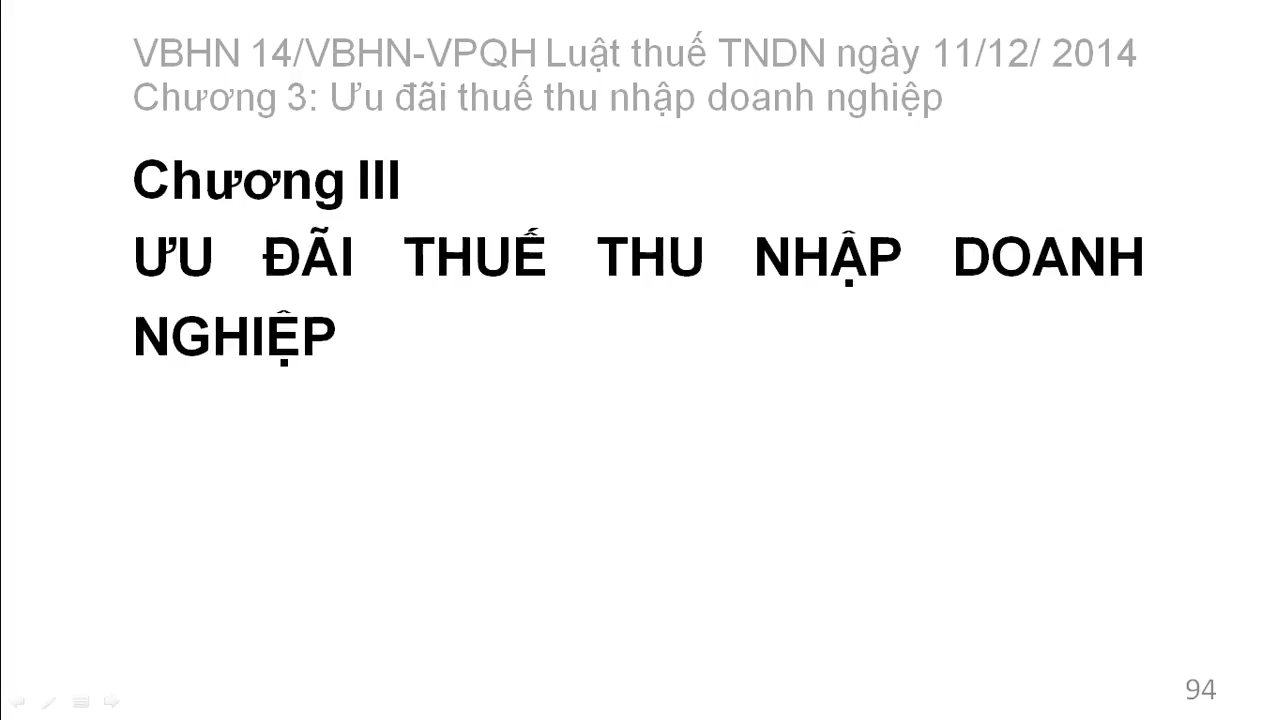 VBHN 14/VBHN-VPQH Luật thuế TNDN ngày 11/12/ 2014
Chương 3: Ưu đãi thuế thu nhập doanh nghiệp
Chương III
ƯU ĐÃI THUẾ THU NHẬP DOANH
NGHIỆP
94